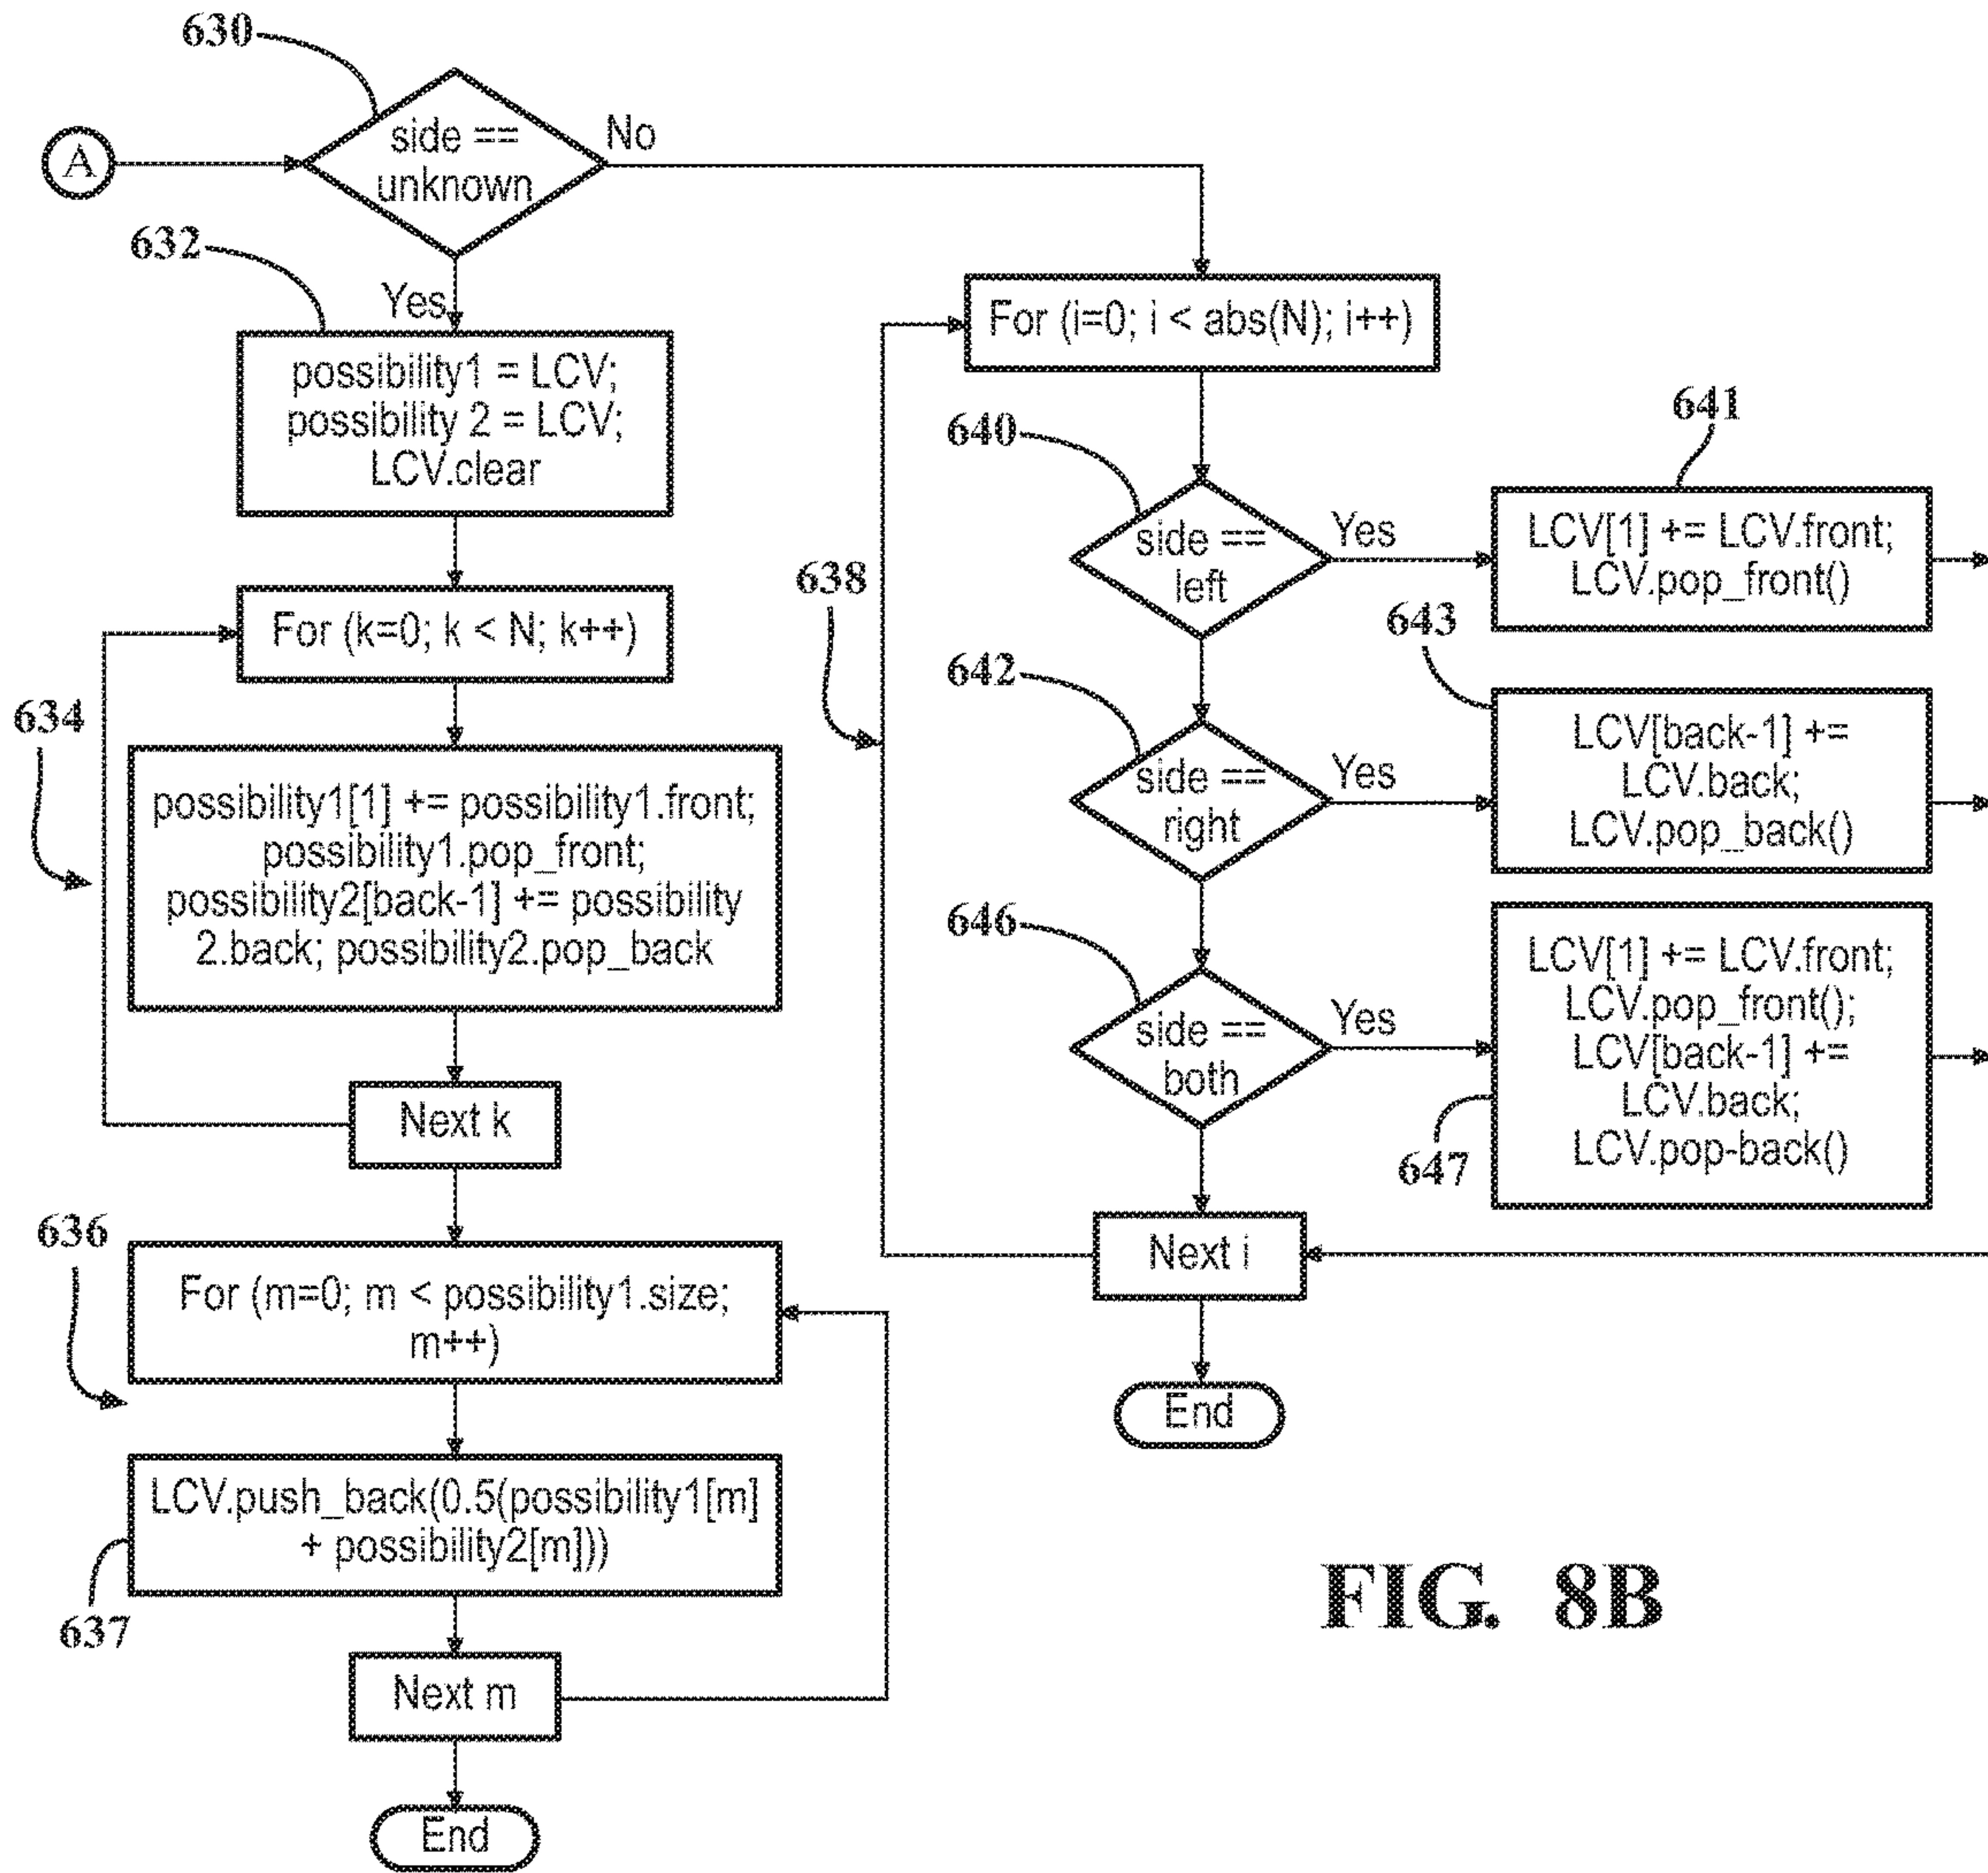 630
A
side ==
unknown
No
632
Yes
possibility1 = LCV;
possibility 2 = LCV;
LCV.clear
For (k=0; k < N; k++)
634
possibility1[1] += possibility1.front;
possibility1.pop_front;
possibility2[back-1] += possibility
2.back; possibility2.pop_back
Next k
636
For (m=0; m < possibility1.size;
m++)
LCV.push_back(0.5(possibility1[m]
+ possibility2[m]))
637
Next m
End
For (i=0; i < abs(N); i++)
638
640
side ==
left
Yes
641
LCV[1] += LCV.front;
LCV.pop_front()
642
side ==
right
Yes
643
LCV[back-1] +=
LCV.back;
LCV.pop_back()
646
side ==
both
Yes
647
LCV[1] += LCV.front;
LCV.pop_front();
LCV[back-1] +=
LCV.back;
LCV.pop-back()
Next i
End
FIG. 8B